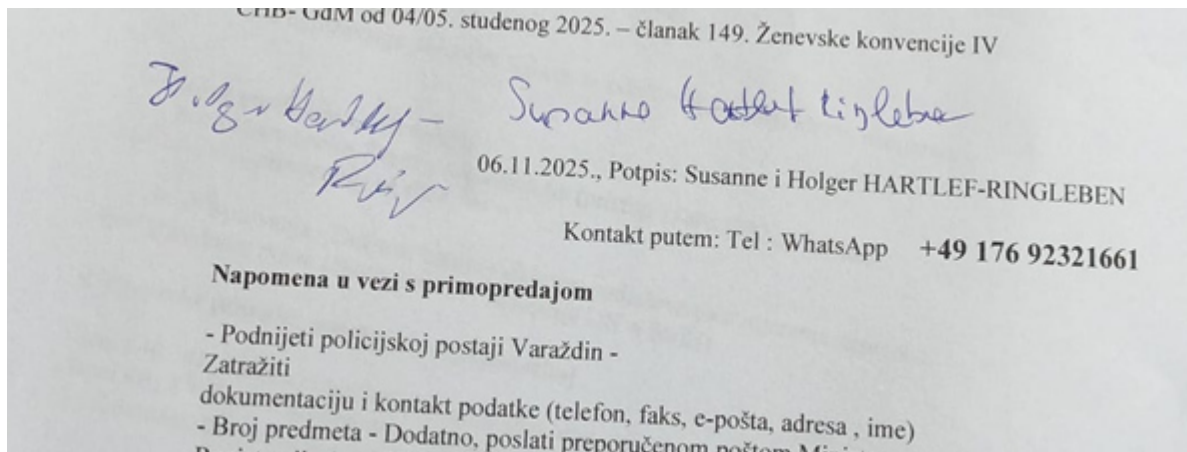 CHB- GdM od 04/05. studenog 2025. – članak 149. Ženevske konvencije IV
Susanne
06.11.2025., Potpis: Susanne i Holger HARTLEF-RINGLEBEN
Kontakt putem: Tel : WhatsApp +49 176 92321661
Napomena u vezi s primopredajom
- Podnijeti policijskoj postaji Varaždin -
Zatražiti
dokumentaciju i kontakt podatke (telefon, faks, e-pošta, adresa , ime)
- Broj predmeta - Dodatno, poslati preporučenom poštom